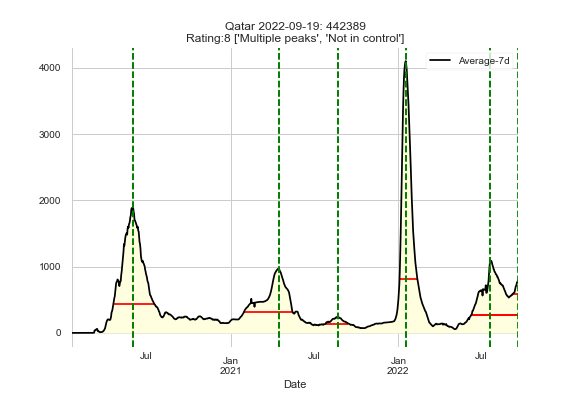 Qatar 2022-09-19: 442389
Rating:8 ['Multiple peaks', 'Not in control']
Average-7d
4000
3000
2000
1000
0
Jul
Jan
2021
Jul
Jan
2022
Jul
Date